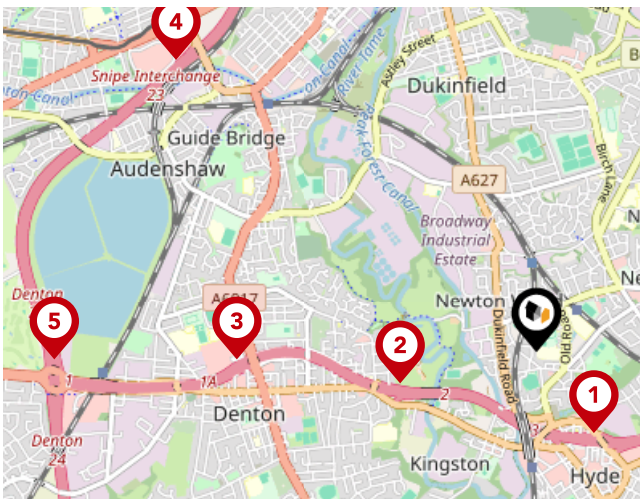 4
Snipe Interchange
23
Ashley Street
River Tame
Dukinfield
Guide Bridge
Audenshaw
Peak Forest Canal
A627
Birch Lane
Broadway
Industrial
Estate
Denton
A6017
Newton
Old Road
5
3
2
1
1
1A
2
Dukinfield Road
3
Denton
24
Denton
Kingston
Hyde